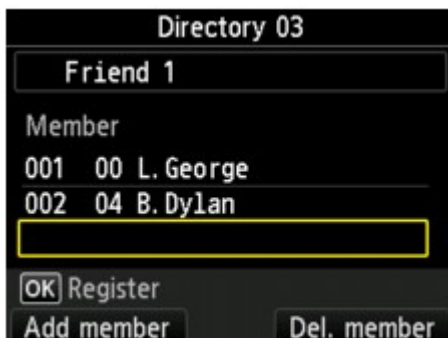 Directory 03
Friend 1
Member
001 00 L.George
002 04 B.Dylan
OK Register
Add member Del. member